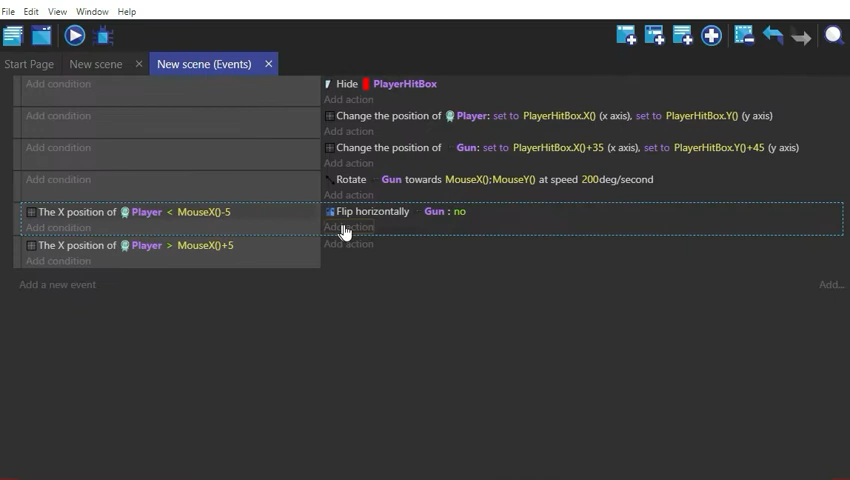 File Edit View Window Help
Start Page New scene × New scene (Events) ×
Add condition Hide PlayerHitBox
Add action
Add condition Change the position of Player: set to PlayerHitBox.X() (x axis), set to PlayerHitBox.Y() (y axis)
Add action
Add condition Change the position of Gun: set to PlayerHitBox.X()+35 (x axis), set to PlayerHitBox.Y()+45 (y axis)
Add action
Add condition Rotate Gun towards MouseX();MouseY() at speed 200deg/second
Add action
The X position of Player < MouseX()-5 Flip horizontally Gun : no
Add condition Add action
The X position of Player > MouseX()+5 Add action
Add condition
Add a new event Add...